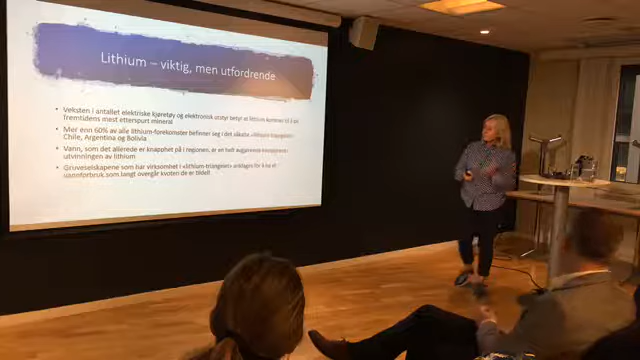 Lithium – viktig, men utfordrende
• Veksten i antallet elektriske kjøretøy og elektronisk utstyr betyr at lithium kommer til å bli
fremtidens mest etterspurt mineral
• Mer enn 60% av alle lithium-forekomster befinner seg i det såkalte «lithium-triangelet»
Chile, Argentina og Bolivia
• Vann, som det allerede er knapphet på i regionen, er en helt avgjørende
utvinningen av lithium
• Gruveselskapene som har virksomhet i «lithium-triangelet» anklages for å ha et
vannforbruk som langt overgår kvoten de er tildelt